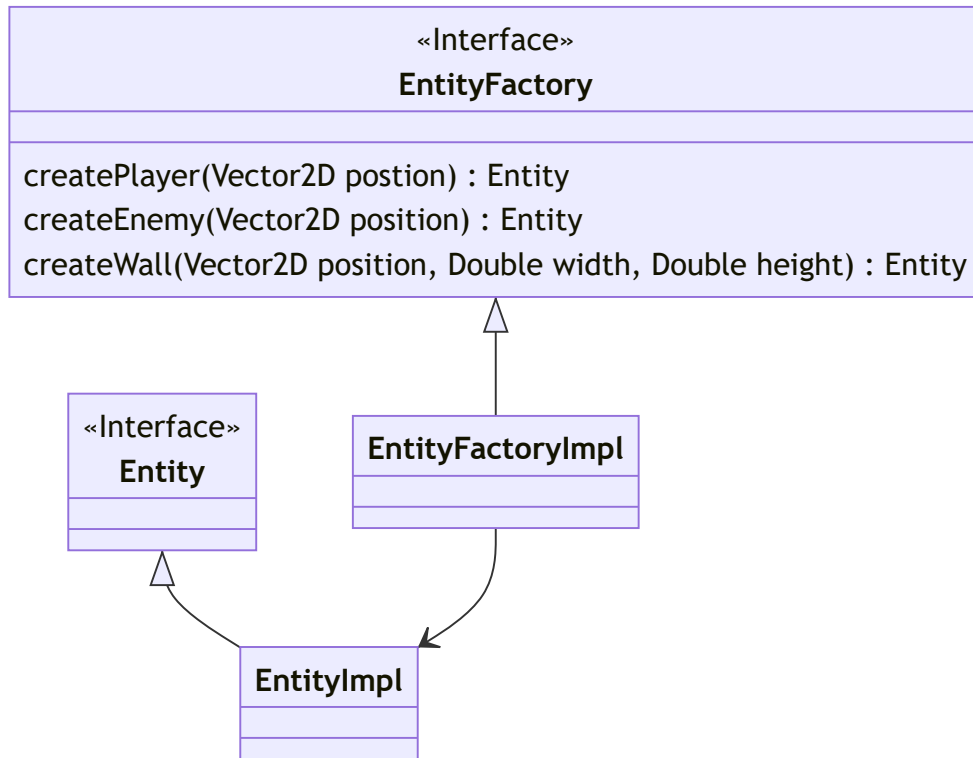 «Interface»
EntityFactory
createPlayer(Vector2D postion) : Entity
createEnemy(Vector2D position) : Entity
createWall(Vector2D position, Double width, Double height) : Entity
«Interface»
Entity
EntityFactoryImpl
EntityImpl